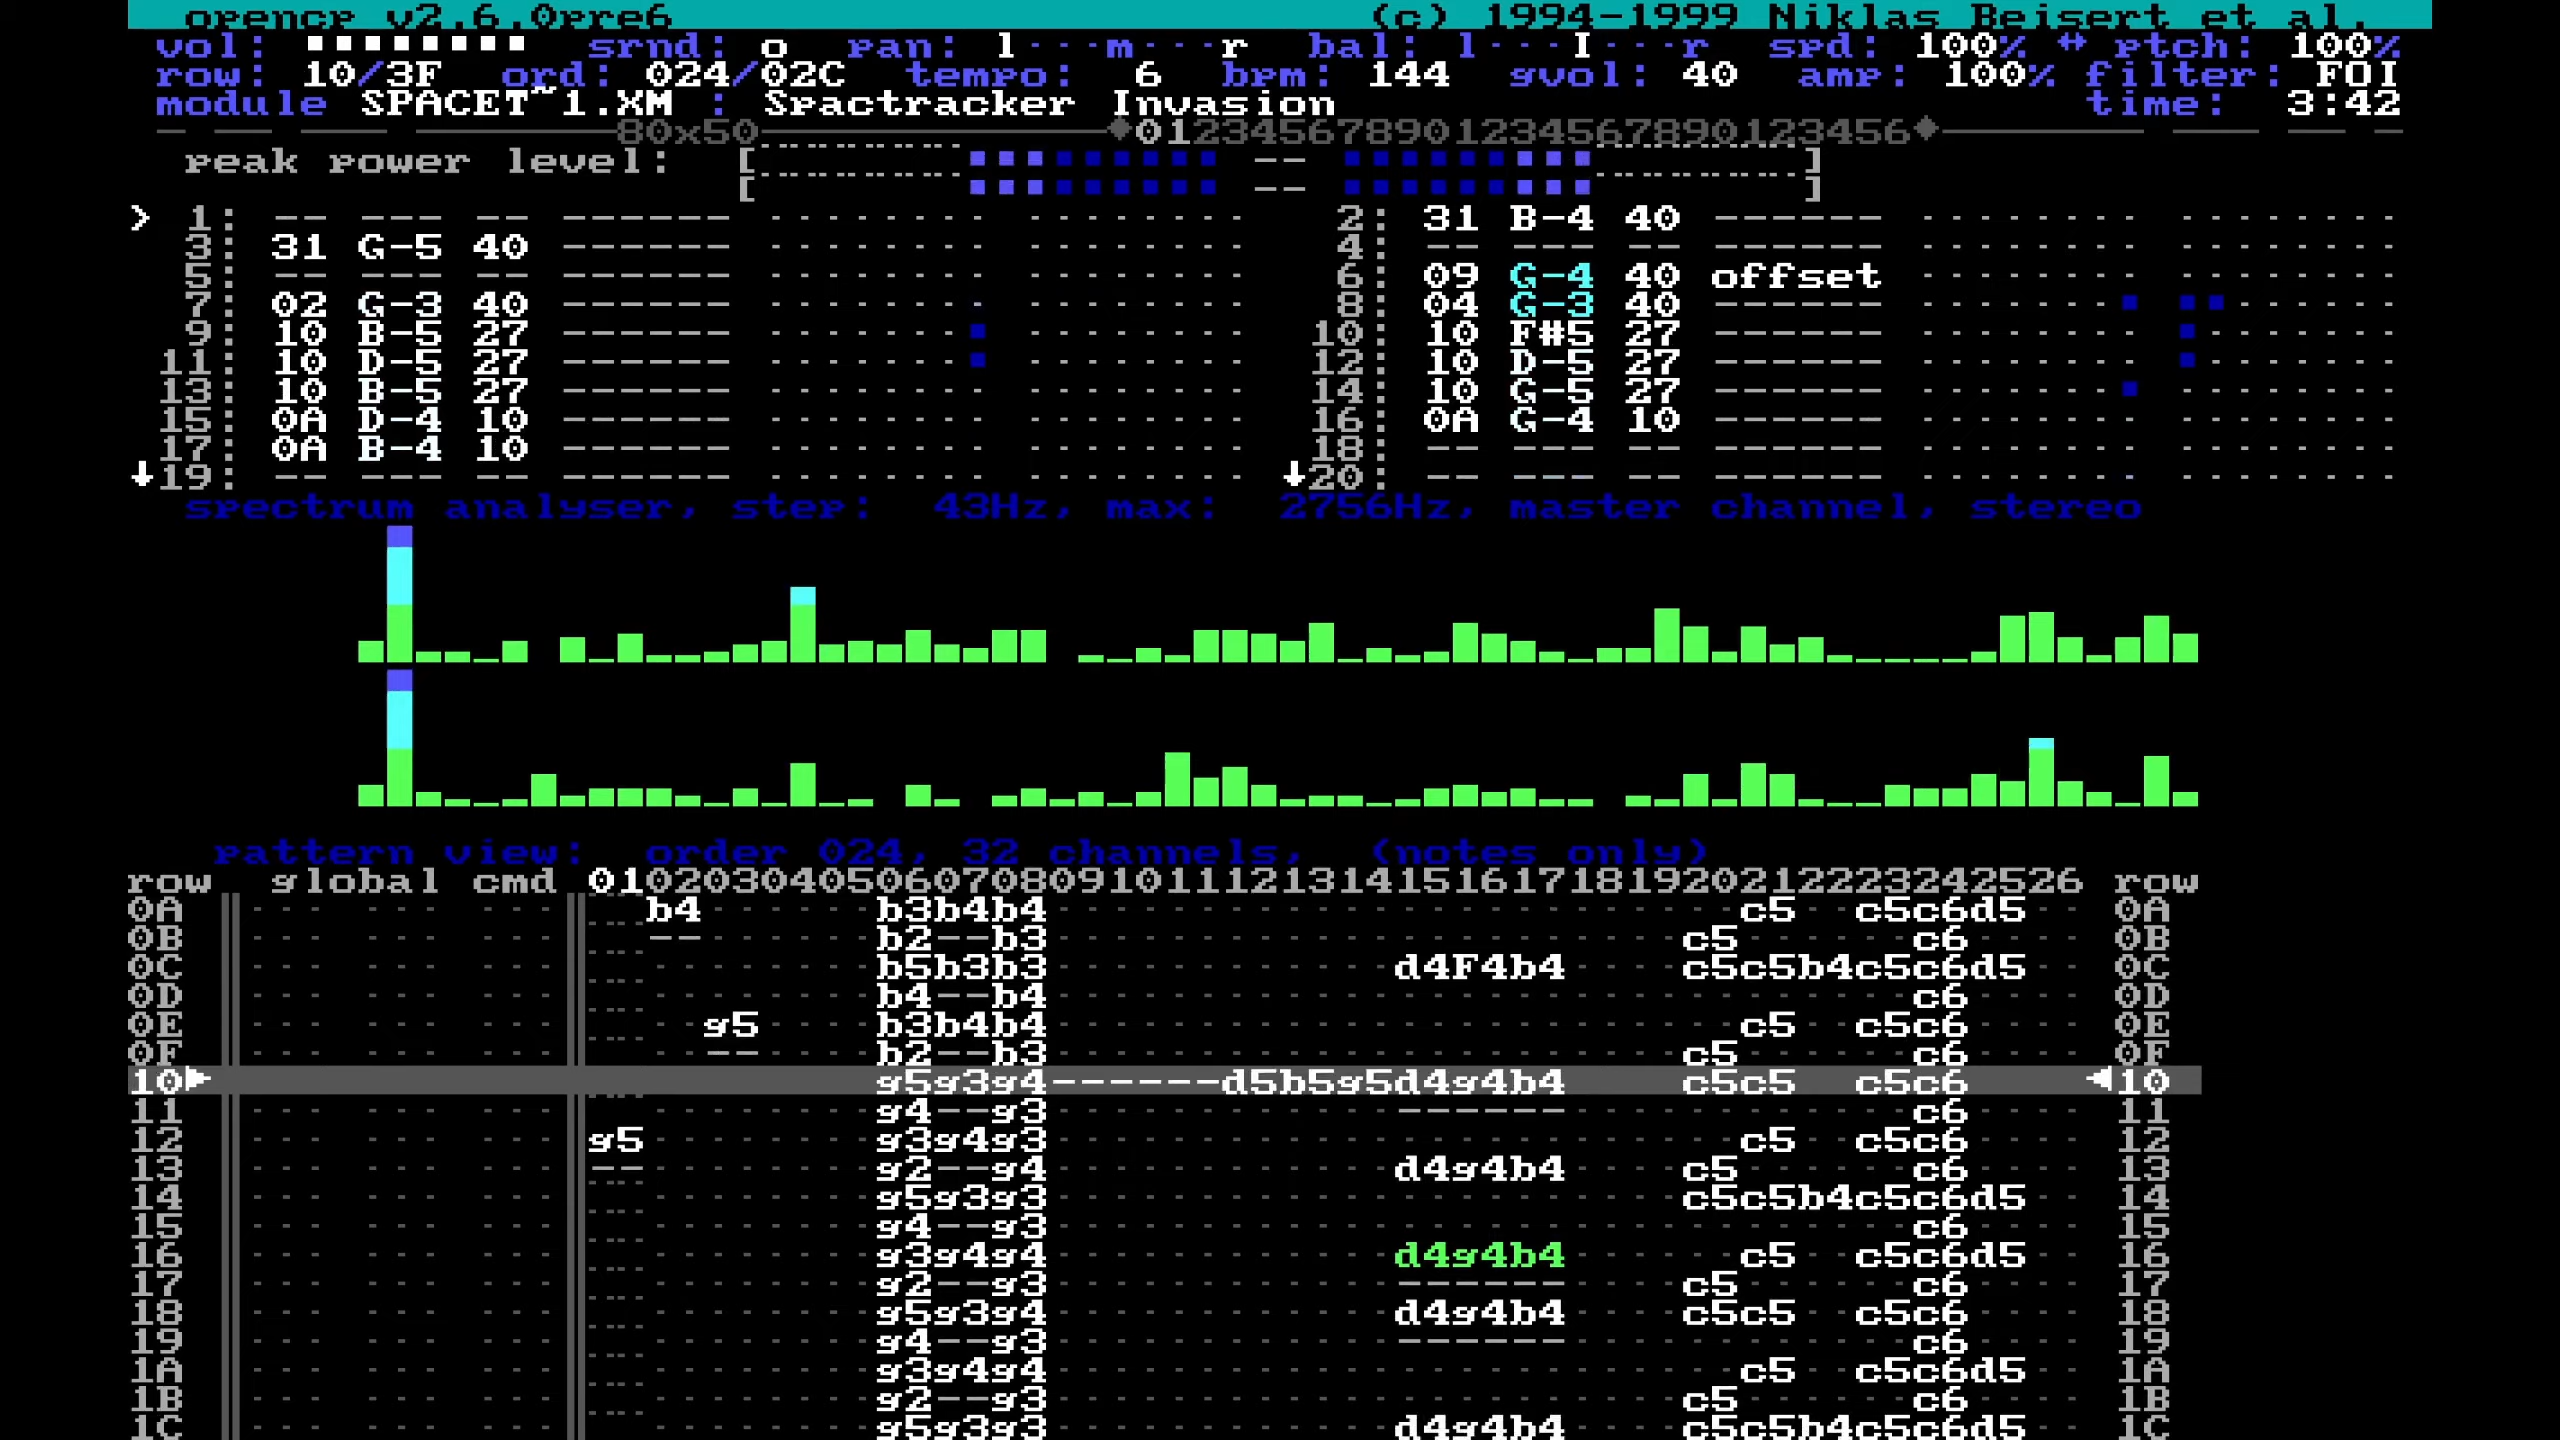 opencp v2.6.0pre6 (c) 1994-1999 Niklas Beisert et al.
vol: srnd: o pan: l---m---r bal: l---I---r spd: 100% ptch: 100%
row: 10/3F ord: 024/02C tempo: 6 bpm: 144 gvol: 40 amp: 100% filter: FOI
module SPACET~1.XM : Spactracker Invasion time: 3:42
80x50 012345678901234567890123456
peak power level: [ -- ]
[ -- ]
> 1: -- --- -- ------ 2: 31 B-4 40 ------
3: 31 G-5 40 ------ 4: -- --- -- ------
5: -- --- -- ------ 6: 09 G-4 40 offset
7: 02 G-3 40 ------ 8: 04 G-3 40 ------
9: 10 B-5 27 ------ 10: 10 F#5 27 ------
11: 10 D-5 27 ------ 12: 10 D-5 27 ------
13: 10 B-5 27 ------ 14: 10 G-5 27 ------
15: 0A D-4 10 ------ 16: 0A G-4 10 ------
17: 0A B-4 10 ------ 18: -- --- -- ------
↓19: -- --- -- ------ ↓20: -- --- -- ------
spectrum analyser, step: 43Hz, max: 2756Hz, master channel, stereo
pattern view: order 024, 32 channels, (notes only)
row global cmd 0102030405060708091011121314151617181920212223242526 row
0A b4 b3b4b4 c5 c5c6d5 0A
0B -- b2--b3 c5 c6 0B
0C b5b3b3 d4F4b4 c5c5b4c5c6d5 0C
0D b4--b4 c6 0D
0E g5 b3b4b4 c5 c5c6 0E
0F -- b2--b3 c5 c6 0F
10 g5g3g4------d5b5g5d4g4b4 c5c5 c5c6 10
11 g4--g3 ------ c6 11
12 g5 g3g4g3 c5 c5c6 12
13 -- g2--g4 d4g4b4 c5 c6 13
14 g5g3g3 c5c5b4c5c6d5 14
15 g4--g3 c6 15
16 g3g4g4 d4g4b4 c5 c5c6d5 16
17 g2--g3 ------ c5 c6 17
18 g5g3g4 d4g4b4 c5c5 c5c6 18
19 g4--g3 ------ c6 19
1A g3g4g4 c5 c5c6d5 1A
1B g2--g3 c5 c6 1B
1C g5g3g3 d4g4b4 c5c5b4c5c6d5 1C